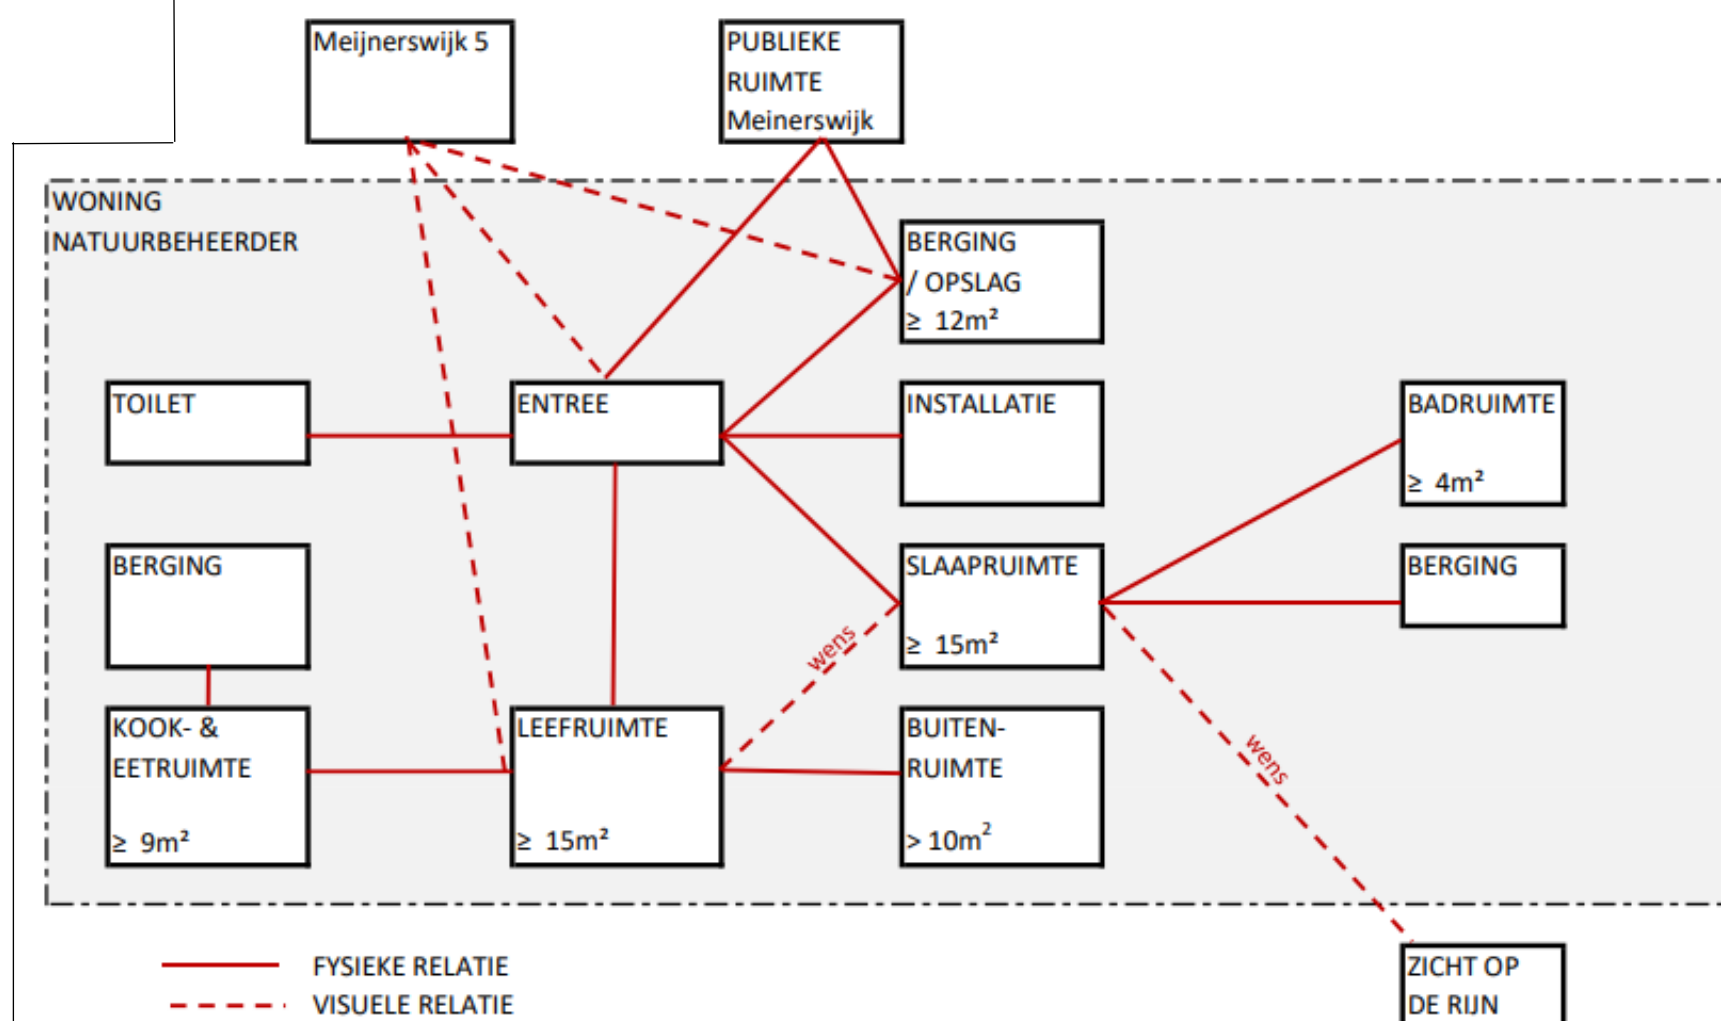 Meijnerswijk 5
PUBLIEKE
RUIMTE
Meinerswijk
WONING
NATUURBEHEERDER
BERGING
/ OPSLAG
≥ 12m²
TOILET
ENTREE
INSTALLATIE
BADRUIMTE
≥ 4m²
BERGING
SLAAPRUIMTE
≥ 15m²
BERGING
wens
KOOK- &
EETRUIMTE
≥ 9m²
LEEFRUIMTE
≥ 15m²
BUITEN-
RUIMTE
> 10m²
wens
FYSIEKE RELATIE
VISUELE RELATIE
ZICHT OP
DE RIJN